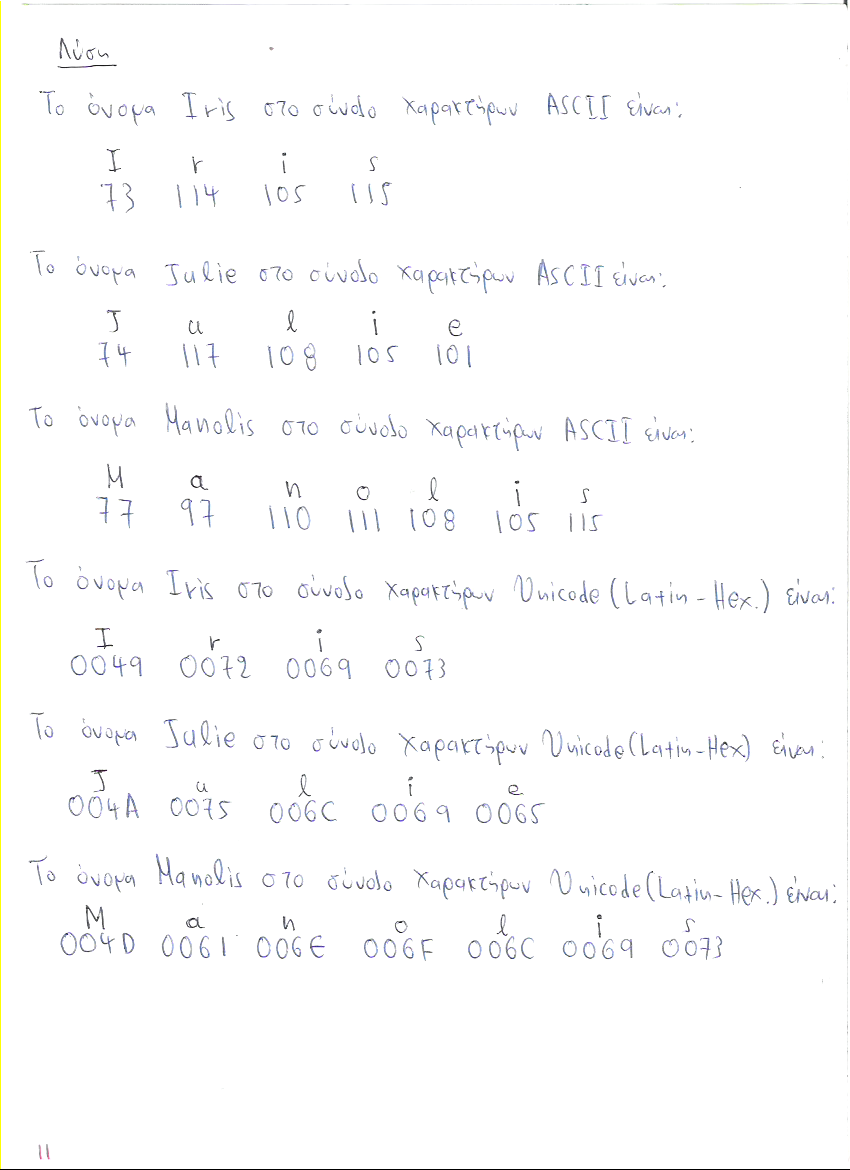 Λύση
Το όνομα Iris στο σύνολο χαρακτήρων ASCII είναι:
I r i s
73 114 105 115
Το όνομα Julie στο σύνολο χαρακτήρων ASCII είναι:
J u l i e
74 117 108 105 101
Το όνομα Manolis στο σύνολο χαρακτήρων ASCII είναι:
M a n o l i s
77 97 110 111 108 105 115
Το όνομα Iris στο σύνολο χαρακτήρων Unicode (Latin - Hex.) είναι:
I r i s
0049 0072 0069 0073
Το όνομα Julie στο σύνολο χαρακτήρων Unicode (Latin-Hex) είναι:
J u l i e
004A 0075 006C 0069 0065
Το όνομα Manolis στο σύνολο χαρακτήρων Unicode (Latin-Hex.) είναι:
M a n o l i s
004D 0061 006E 006F 006C 0069 0073
11